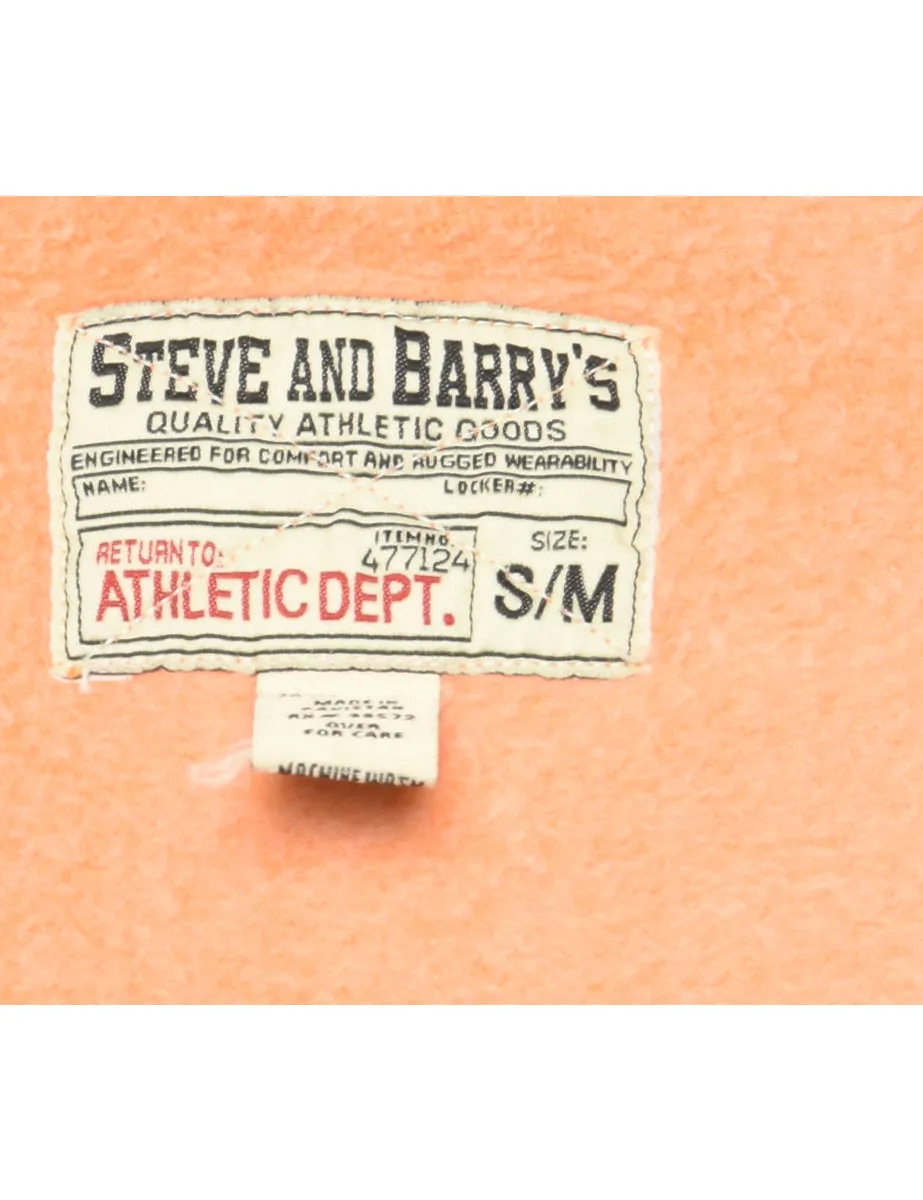 STEVE AND BARRY'S
QUALITY ATHLETIC GOODS
ENGINEERED FOR COMFORT AND RUGGED WEARABILITY
NAME: LOCKER#:
RETURN TO:
ATHLETIC DEPT.
ITEM NO.
477124
SIZE:
S/M
MADE IN
PAKISTAN
OVER
FOR CARE
MACHINE WASH